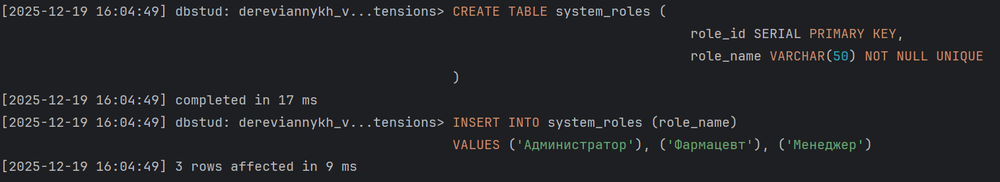 [2025-12-19 16:04:49] dbstud: dereviannykh_v...tensions> CREATE TABLE system_roles (
role_id SERIAL PRIMARY KEY,
role_name VARCHAR(50) NOT NULL UNIQUE
)
[2025-12-19 16:04:49] completed in 17 ms
[2025-12-19 16:04:49] dbstud: dereviannykh_v...tensions> INSERT INTO system_roles (role_name)
VALUES ('Администратор'), ('Фармацевт'), ('Менеджер')
[2025-12-19 16:04:49] 3 rows affected in 9 ms